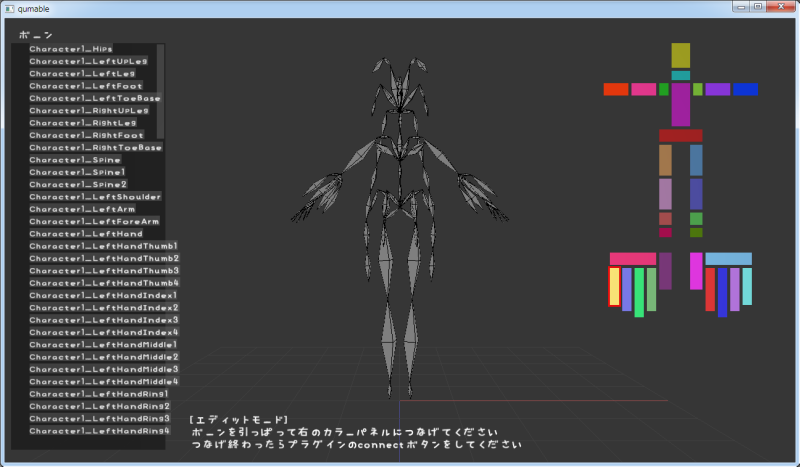 qumable
ボーン
Character1_Hips
Character1_LeftUpLeg
Character1_LeftLeg
Character1_LeftFoot
Character1_LeftToeBase
Character1_RightUpLeg
Character1_RightLeg
Character1_RightFoot
Character1_RightToeBase
Character1_Spine
Character1_Spine1
Character1_Spine2
Character1_LeftShoulder
Character1_LeftArm
Character1_LeftForeArm
Character1_LeftHand
Character1_LeftHandThumb1
Character1_LeftHandThumb2
Character1_LeftHandThumb3
Character1_LeftHandThumb4
Character1_LeftHandIndex1
Character1_LeftHandIndex2
Character1_LeftHandIndex3
Character1_LeftHandIndex4
Character1_LeftHandMiddle1
Character1_LeftHandMiddle2
Character1_LeftHandMiddle3
Character1_LeftHandMiddle4
Character1_LeftHandRing1
Character1_LeftHandRing2
Character1_LeftHandRing3
Character1_LeftHandRing4
[エディットモード]
ボーンを引っぱって右のカラーパネルにつなげてください
つなげ終わったらプラグインのconnectボタンをしてください